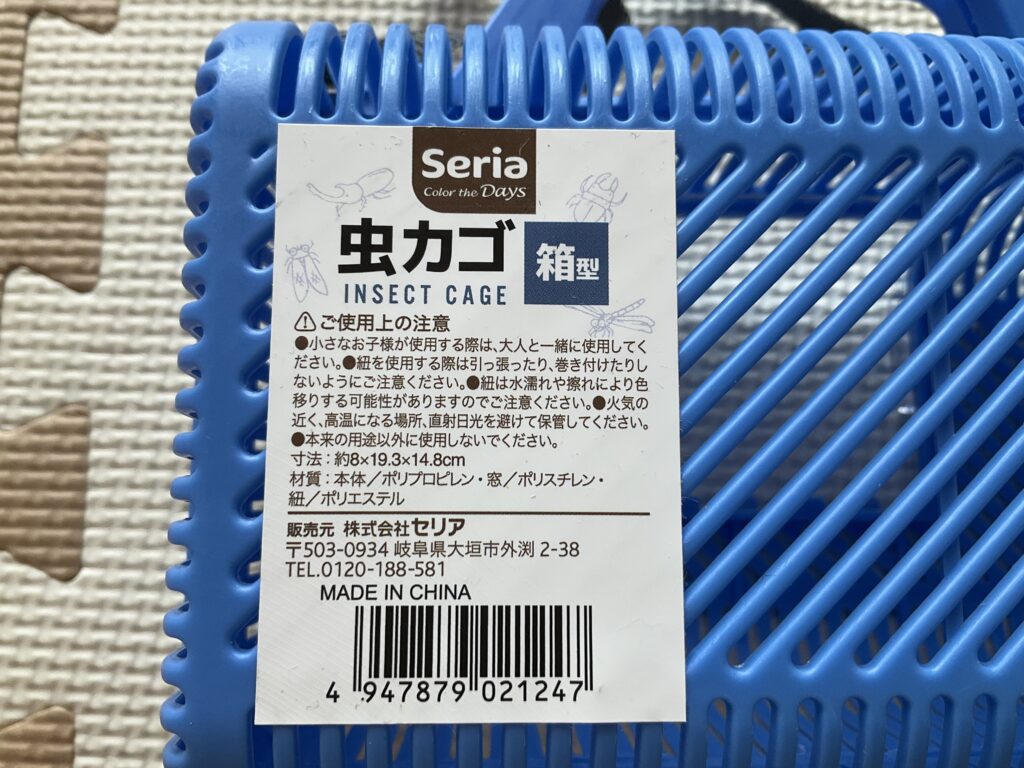 Seria
Color the Days
虫カゴ 箱型
INSECT CAGE
⚠ご使用上の注意
●小さなお子様が使用する際は、大人と一緒に使用してく
ださい。●紐を使用する際は引っ張ったり、巻き付けたりし
ないようにご注意ください。●紐は水濡れや擦れにより色
移りする可能性がありますのでご注意ください。●火気の
近く、高温になる場所、直射日光を避けて保管してください。
●本来の用途以外に使用しないでください。
寸法：約8×19.3×14.8cm
材質：本体／ポリプロピレン・窓／ポリスチレン・
紐／ポリエステル
販売元 株式会社セリア
〒503-0934 岐阜県大垣市外渕 2-38
TEL.0120-188-581
MADE IN CHINA
4 947879 021247